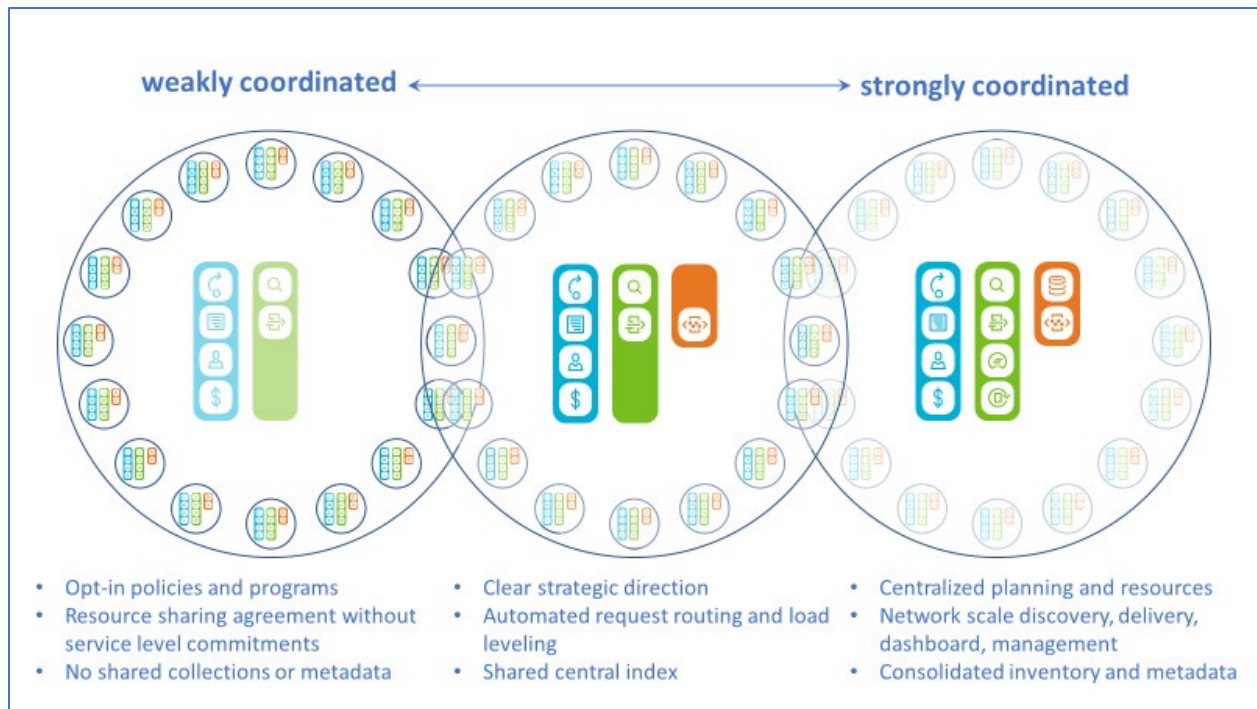 weakly coordinated
strongly coordinated
$
$
$
• Opt-in policies and programs
• Resource sharing agreement without
service level commitments
• No shared collections or metadata
• Clear strategic direction
• Automated request routing and load
leveling
• Shared central index
• Centralized planning and resources
• Network scale discovery, delivery,
dashboard, management
• Consolidated inventory and metadata